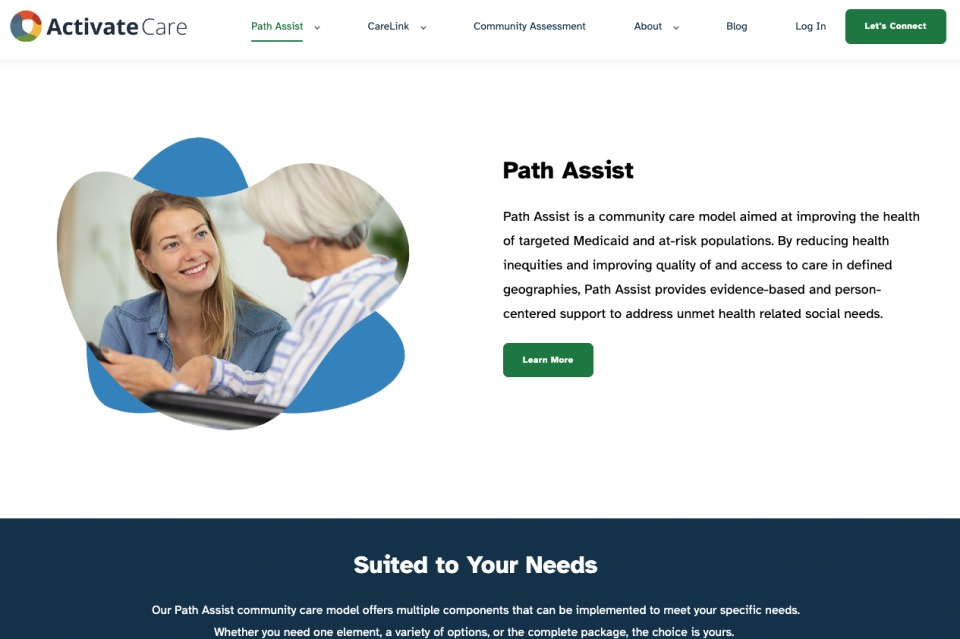 ActivateCare
Path Assist
CareLink
Community Assessment
About
Blog
Log In
Let's Connect
Path Assist
Path Assist is a community care model aimed at improving the health
of targeted Medicaid and at-risk populations. By reducing health
inequities and improving quality of and access to care in defined
geographies, Path Assist provides evidence-based and person-
centered support to address unmet health related social needs.
Learn More
Suited to Your Needs
Our Path Assist community care model offers multiple components that can be implemented to meet your specific needs.
Whether you need one element, a variety of options, or the complete package, the choice is yours.